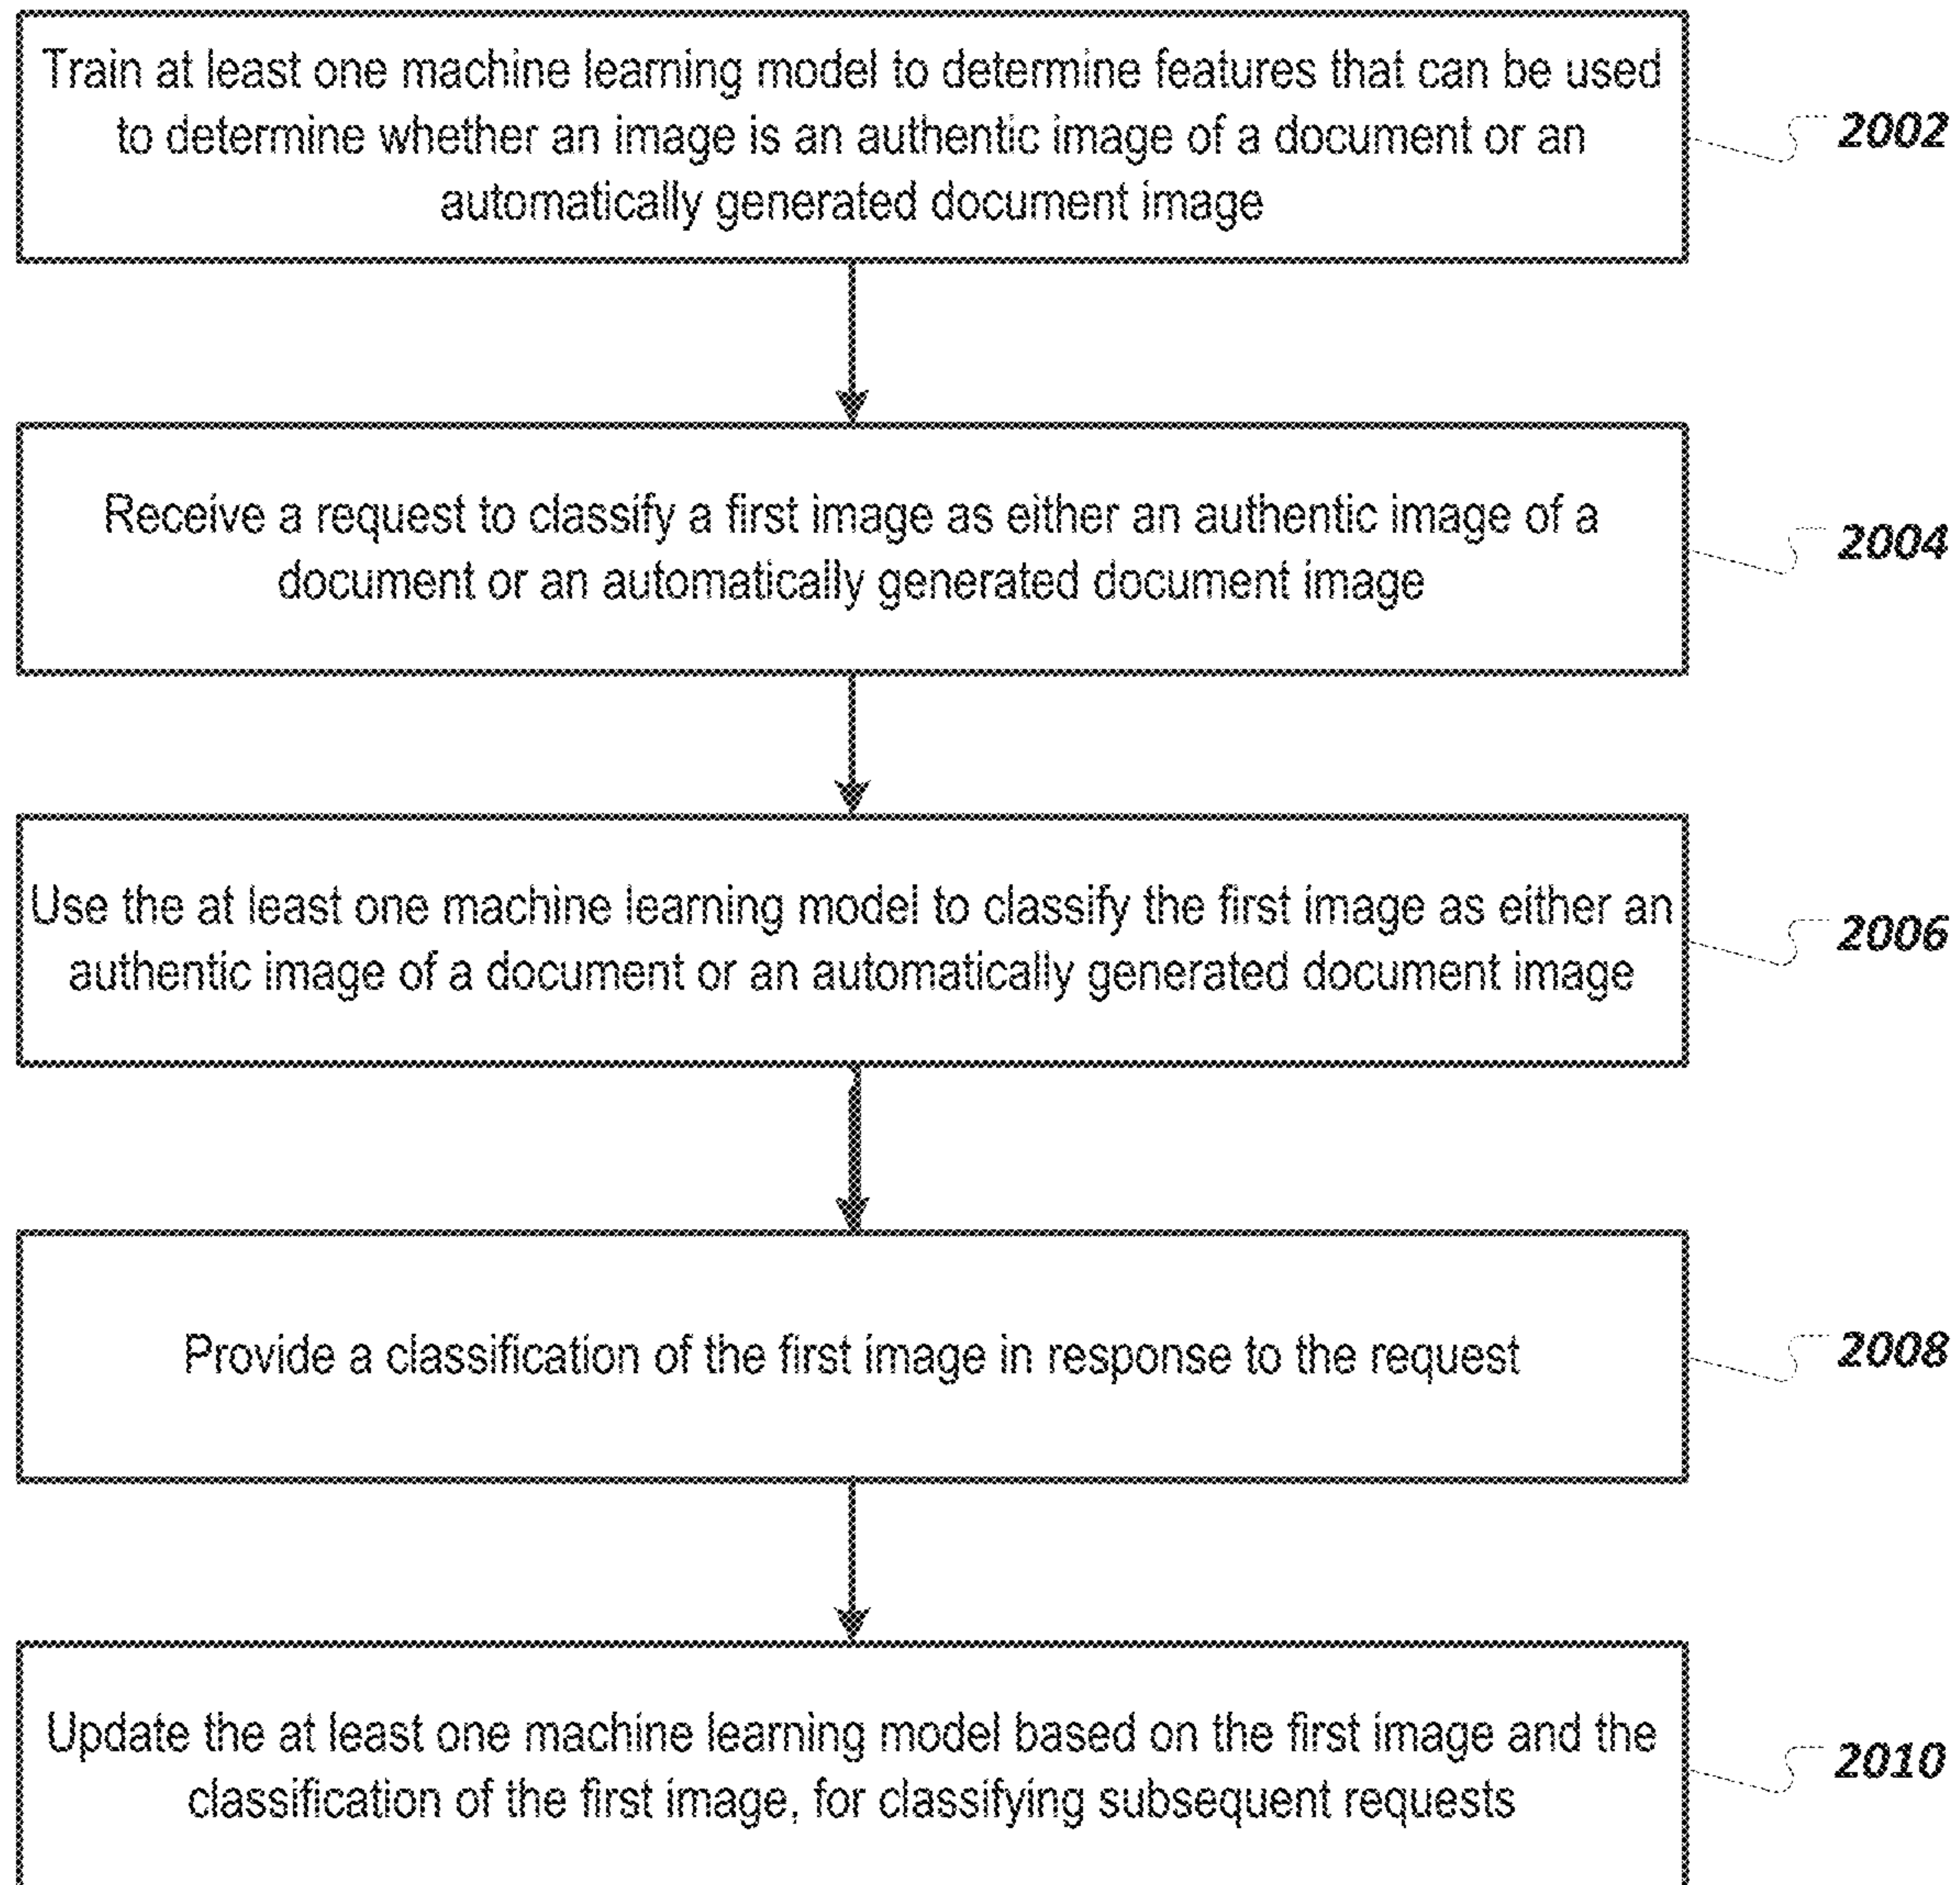 Train at least one machine learning model to determine features that can be used
to determine whether an image is an authentic image of a document or an
automatically generated document image
2002
Receive a request to classify a first image as either an authentic image of a
document or an automatically generated document image
2004
Use the at least one machine learning model to classify the first image as either an
authentic image of a document or an automatically generated document image
2006
Provide a classification of the first image in response to the request
2008
Update the at least one machine learning model based on the first image and the
classification of the first image, for classifying subsequent requests
2010